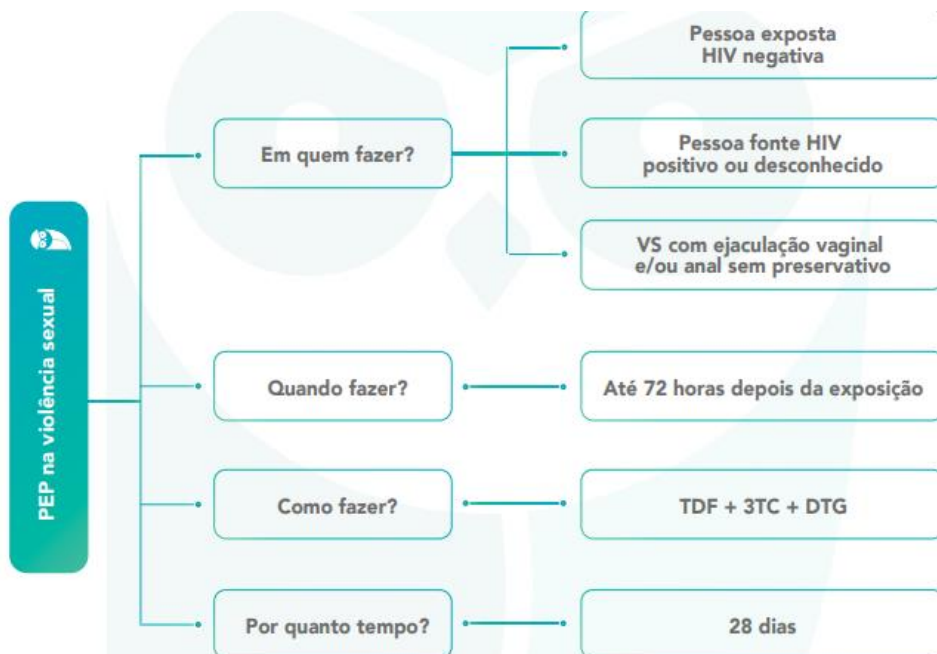 PEP na violência sexual
Em quem fazer?
Pessoa exposta
HIV negativa
Pessoa fonte HIV
positivo ou desconhecido
VS com ejaculação vaginal
e/ou anal sem preservativo
Quando fazer?
Até 72 horas depois da exposição
Como fazer?
TDF + 3TC + DTG
Por quanto tempo?
28 dias